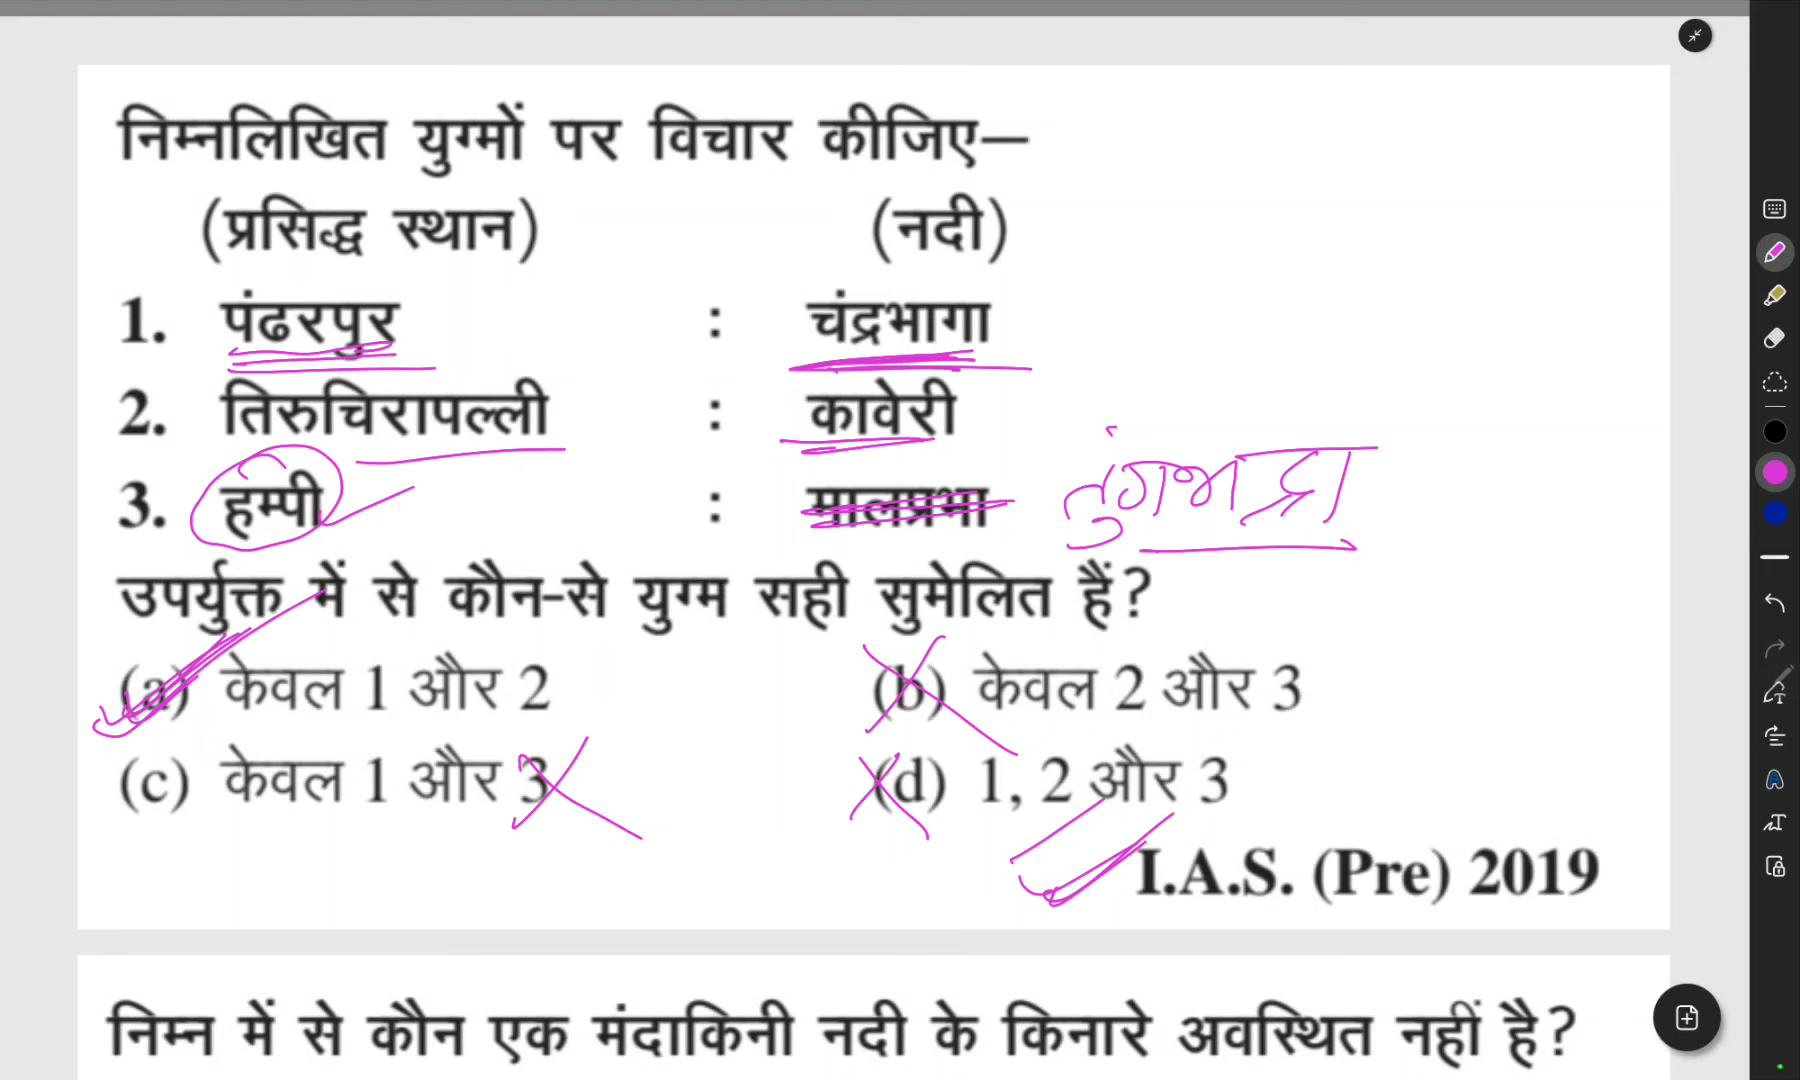 निम्नलिखित युग्मों पर विचार कीजिए—
(प्रसिद्ध स्थान) (नदी)
1. पंढरपुर : चंद्रभागा
2. तिरुचिरापल्ली : कावेरी
3. हम्पी : मालप्रभा तुंगभद्रा
उपर्युक्त में से कौन-से युग्म सही सुमेलित हैं?
(a) केवल 1 और 2 (b) केवल 2 और 3
(c) केवल 1 और 3 (d) 1, 2 और 3
I.A.S. (Pre) 2019
निम्न में से कौन एक मंदाकिनी नदी के किनारे अवस्थित नहीं है?